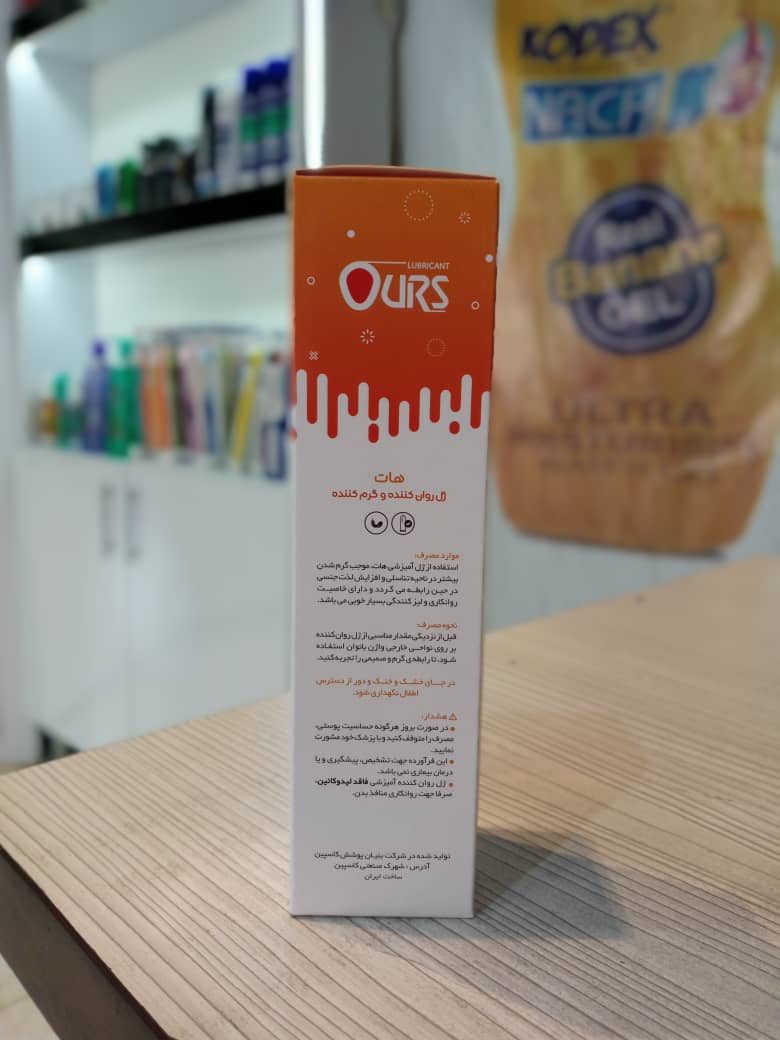 KODEX
NACH
Real
Banana
GEL
ULTRA
LUBRICANT
OURS
هات
ژل روان کننده و گرم کننده
موارد مصرف:
استفاده از ژل آمیزشی هات، موجب گرم شدن
بیشتر در ناحیه تناسلی و افزایش لذت جنسی
در حین رابطه می گردد و دارای خاصیت
روانکاری و لیز کنندگی بسیار خوبی می باشد.
نحوه مصرف:
قبل از نزدیکی مقدار مناسبی از ژل روان کننده
بر روی نواحی خارجی واژن بانوان استفاده
شود، تا رابطه‌ی گرم و صمیمی را تجربه کنید.
در جای خشک و خنک و دور از دسترس
اطفال نگهداری شود.
⚠ هشدار:
• در صورت بروز هرگونه حساسیت پوستی،
مصرف را متوقف کنید و با پزشک خود مشورت
نمایید.
• این فرآورده جهت تشخیص، پیشگیری و یا
درمان بیماری نمی باشد.
• ژل روان کننده آمیزشی فاقد لیدوکائین،
صرفا جهت روانکاری منافذ بدن.
تولید شده در شرکت بنیان پوشش کاسپین
آدرس : شهرک صنعتی کاسپین
ساخت ایران